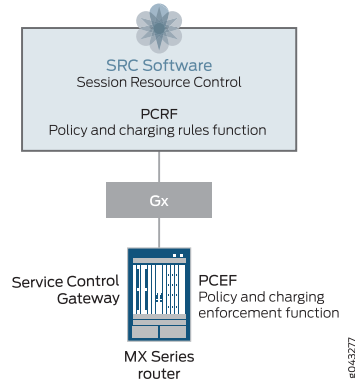 SRC Software
Session Resource Control
PCRF
Policy and charging rules function
Gx
Service Control
Gateway
PCEF
Policy and charging
enforcement function
MX Series
router
g043277